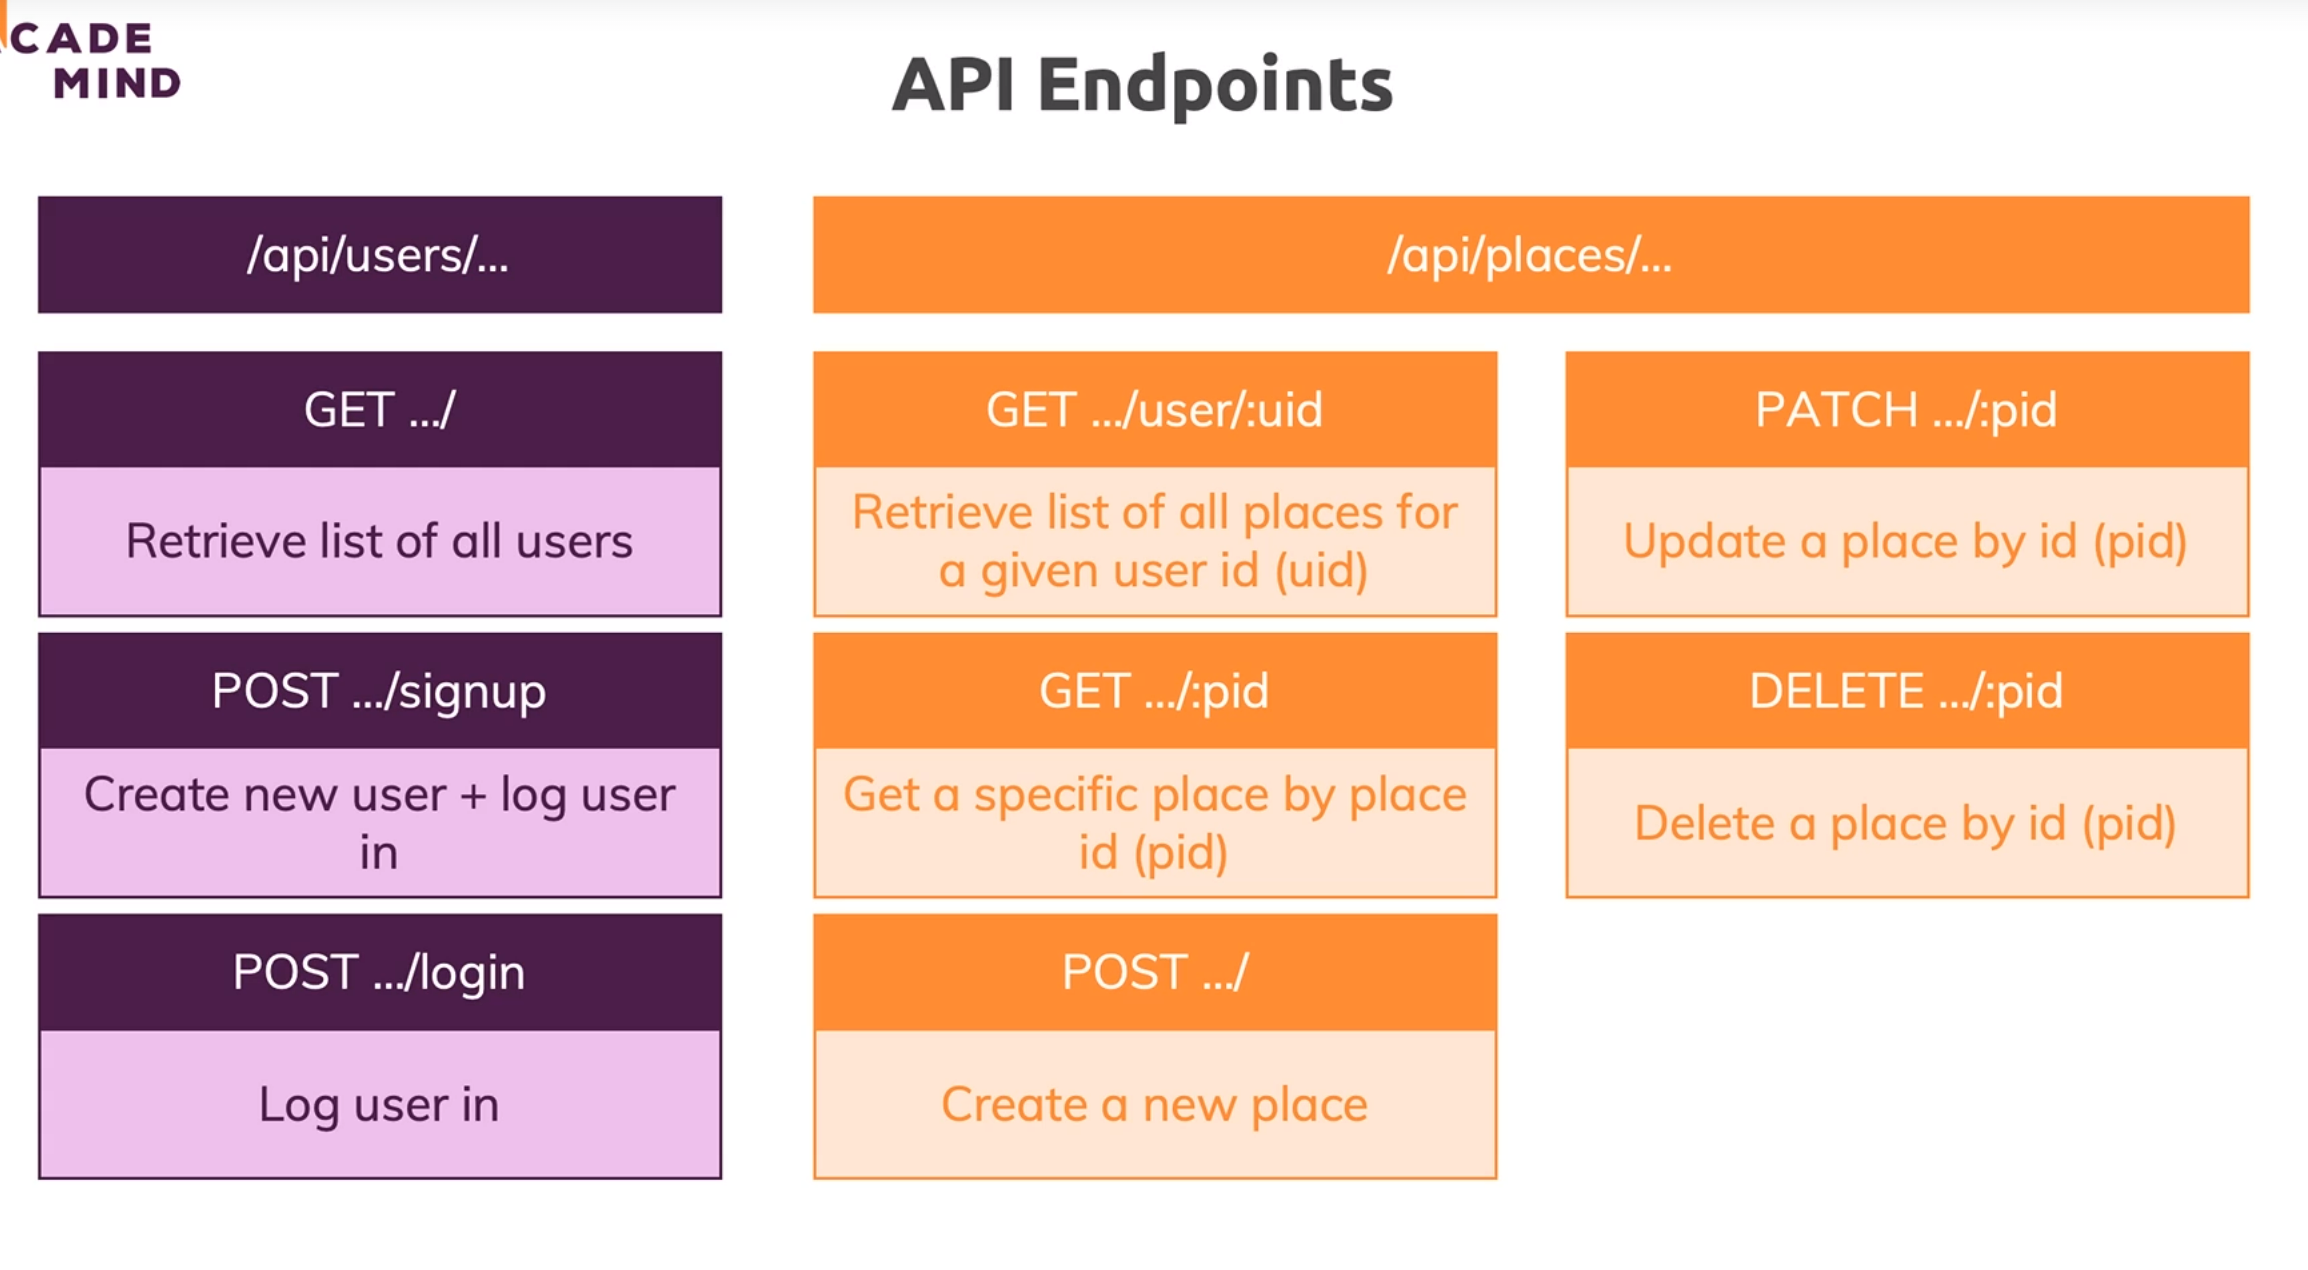 CADE
MIND
API Endpoints
/api/users/...
GET .../
Retrieve list of all users
POST .../signup
Create new user + log user
in
POST .../login
Log user in
/api/places/...
GET .../user/:uid
Retrieve list of all places for
a given user id (uid)
GET .../:pid
Get a specific place by place
id (pid)
POST .../
Create a new place
PATCH .../:pid
Update a place by id (pid)
DELETE .../:pid
Delete a place by id (pid)